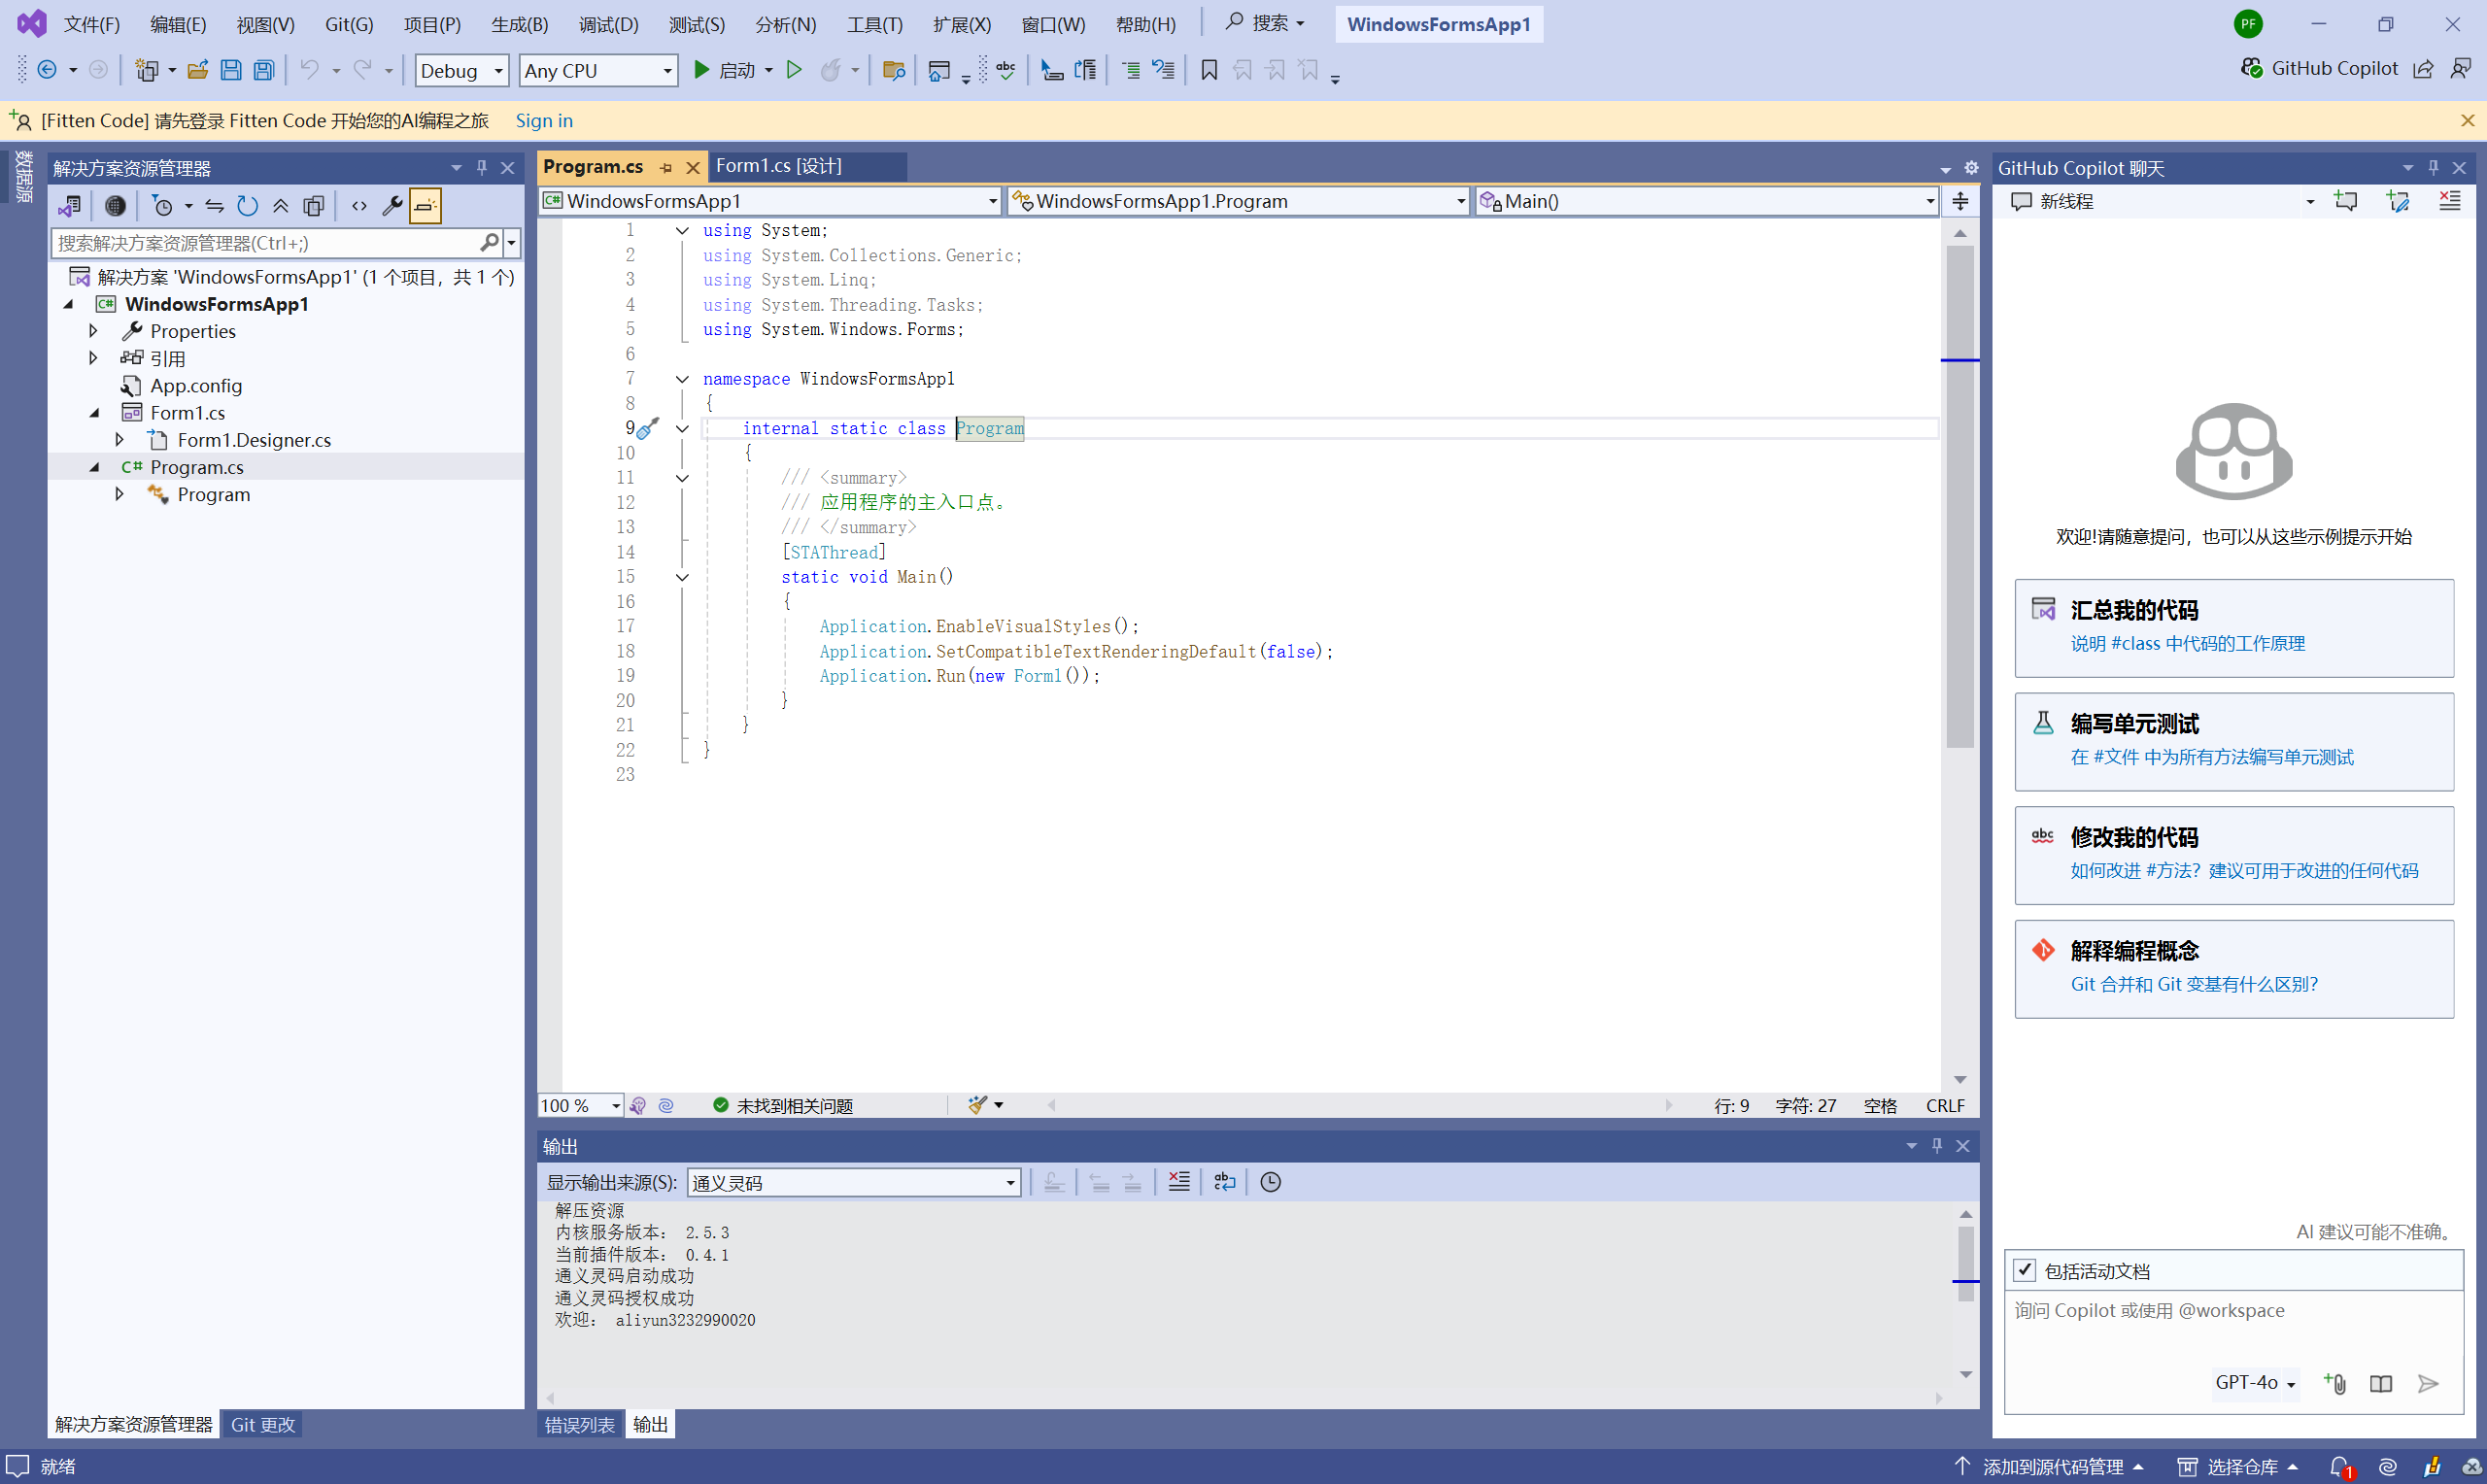 文件(F) 编辑(E) 视图(V) Git(G) 项目(P) 生成(B) 调试(D) 测试(S) 分析(N) 工具(T) 扩展(X) 窗口(W) 帮助(H) 搜索 WindowsFormsApp1 PF
Debug Any CPU 启动 abc GitHub Copilot
[Fitten Code] 请先登录 Fitten Code 开始您的AI编程之旅 Sign in
数据源
解决方案资源管理器
搜索解决方案资源管理器(Ctrl+;)
解决方案 'WindowsFormsApp1' (1 个项目，共 1 个)
C# WindowsFormsApp1
Properties
引用
App.config
Form1.cs
Form1.Designer.cs
C# Program.cs
Program
解决方案资源管理器 Git 更改
Program.cs Form1.cs [设计]
C# WindowsFormsApp1 WindowsFormsApp1.Program Main()
1 using System;
2 using System.Collections.Generic;
3 using System.Linq;
4 using System.Threading.Tasks;
5 using System.Windows.Forms;
6
7 namespace WindowsFormsApp1
8 {
9 internal static class Program
10 {
11 /// <summary>
12 /// 应用程序的主入口点。
13 /// </summary>
14 [STAThread]
15 static void Main()
16 {
17 Application.EnableVisualStyles();
18 Application.SetCompatibleTextRenderingDefault(false);
19 Application.Run(new Form1());
20 }
21 }
22 }
23
100 % 未找到相关问题 行: 9 字符: 27 空格 CRLF
输出
显示输出来源(S): 通义灵码
解压资源
内核服务版本： 2.5.3
当前插件版本： 0.4.1
通义灵码启动成功
通义灵码授权成功
欢迎： aliyun3232990020
错误列表 输出
GitHub Copilot 聊天
新线程
欢迎!请随意提问，也可以从这些示例提示开始
汇总我的代码
说明 #class 中代码的工作原理
编写单元测试
在 #文件 中为所有方法编写单元测试
abc 修改我的代码
如何改进 #方法？建议可用于改进的任何代码
解释编程概念
Git 合并和 Git 变基有什么区别？
AI 建议可能不准确。
包括活动文档
询问 Copilot 或使用 @workspace
GPT-4o
就绪 添加到源代码管理 选择仓库 1